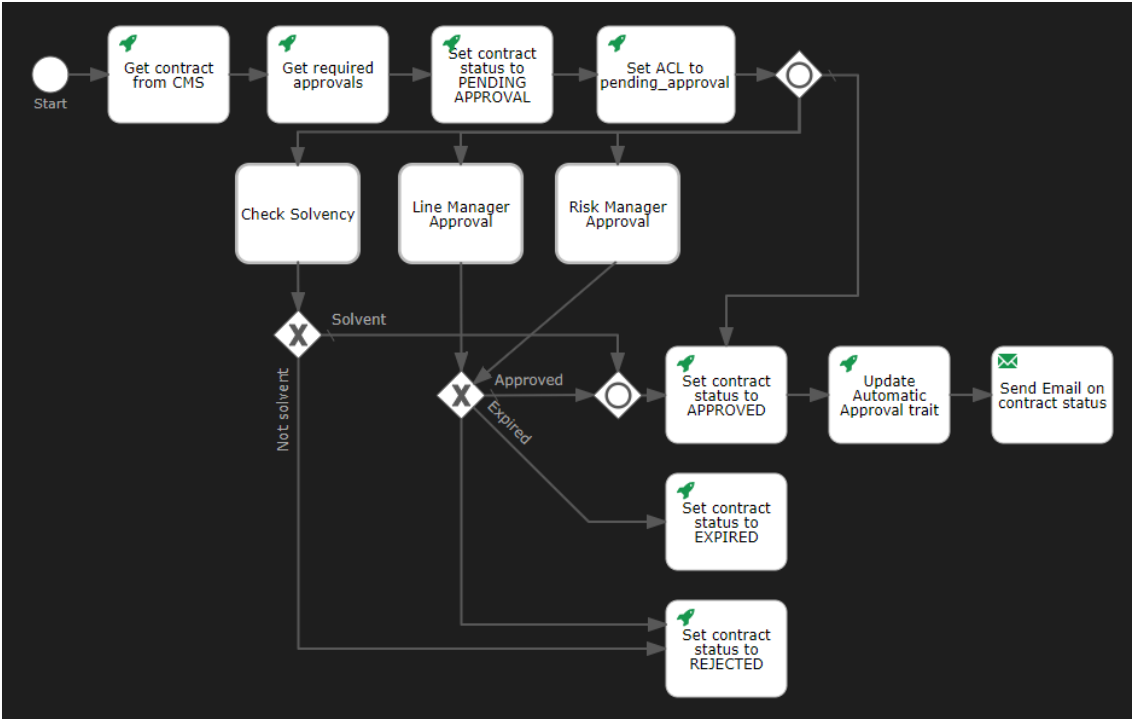 Start
Get contract
from CMS
Get required
approvals
Set contract
status to
PENDING
APPROVAL
Set ACL to
pending_approval
Check Solvency
Line Manager
Approval
Risk Manager
Approval
Solvent
Not solvent
Approved
Expired
Set contract
status to
APPROVED
Update
Automatic
Approval trait
Send Email on
contract status
Set contract
status to
EXPIRED
Set contract
status to
REJECTED